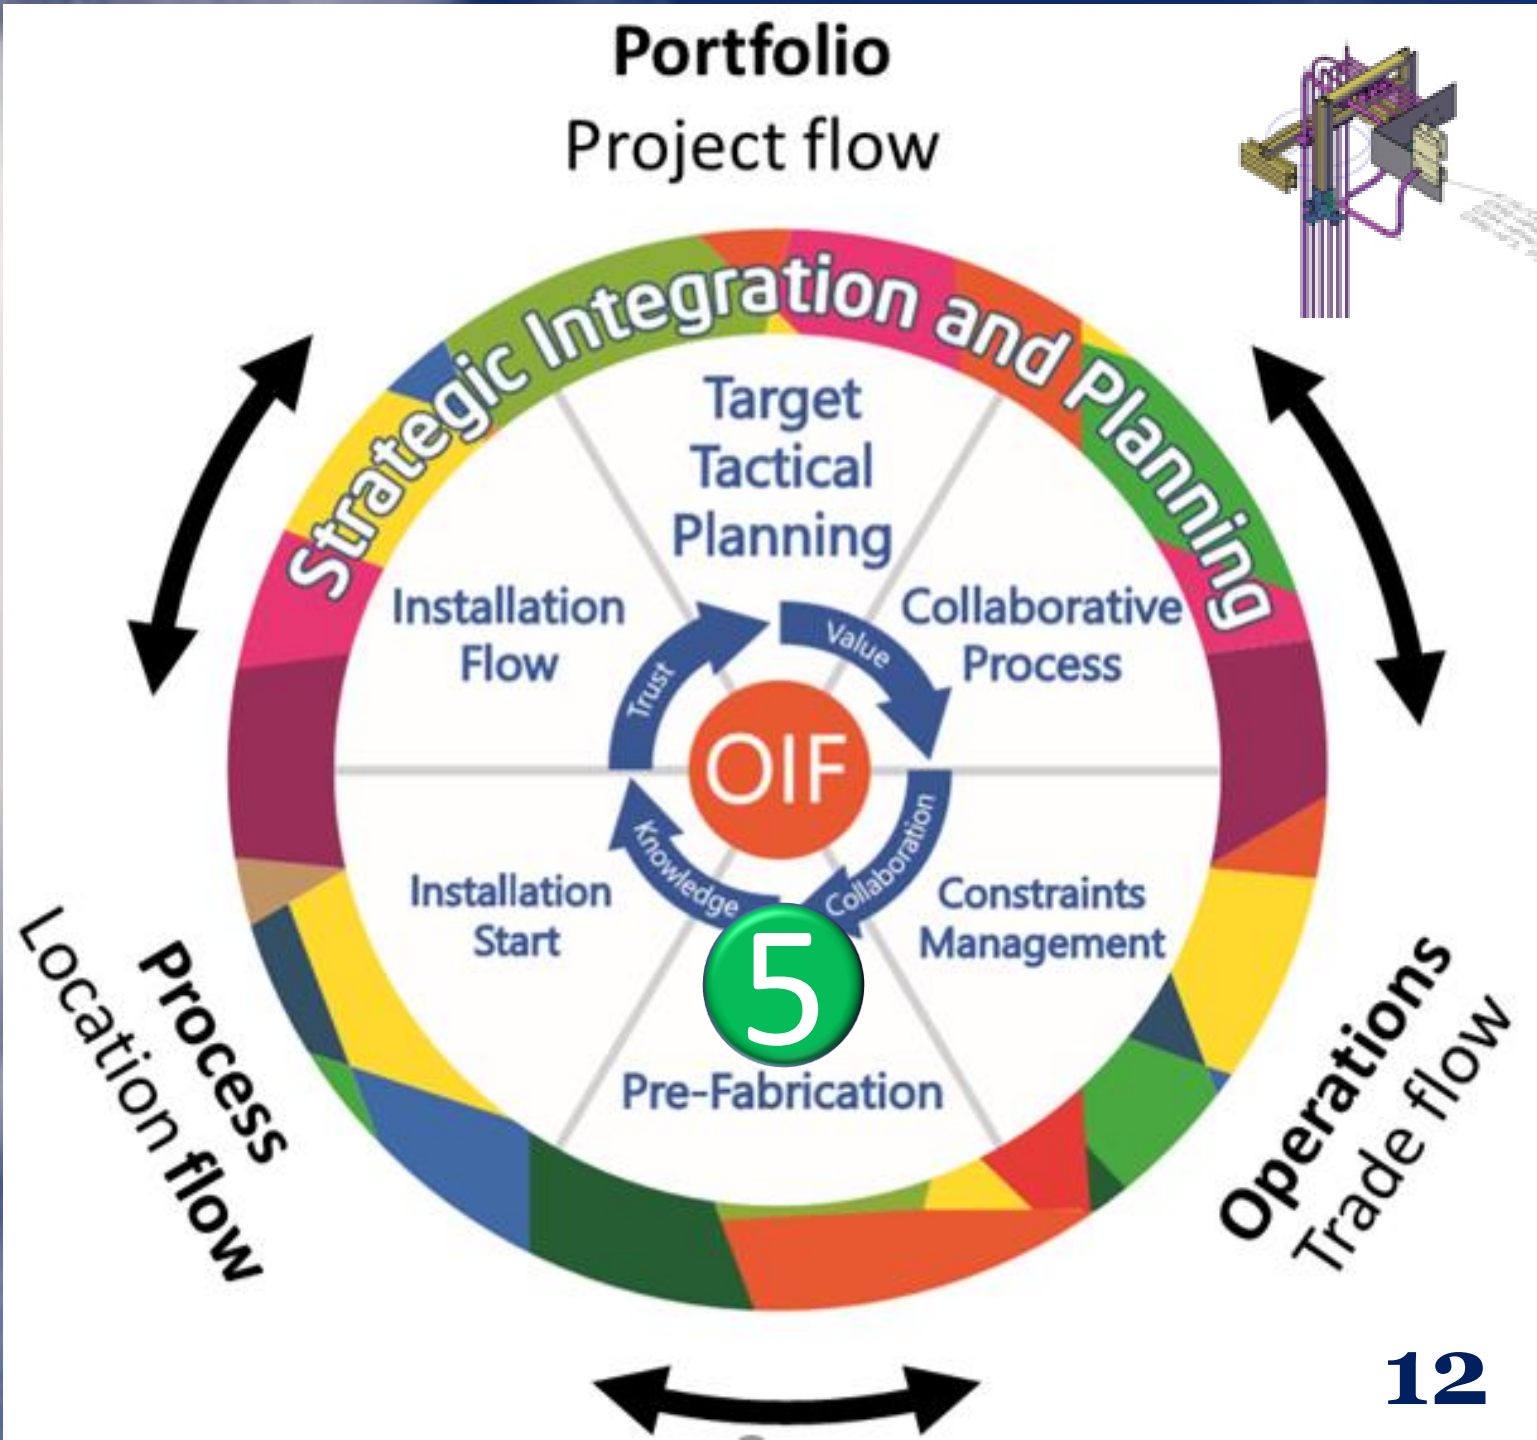 Portfolio
Project flow
Strategic Integration and Planning
Target
Tactical
Planning
Installation
Flow
Collaborative
Process
Trust
Value
OIF
Knowledge
Collaboration
Installation
Start
Constraints
Management
5
Pre-Fabrication
Process
Location flow
Operations
Trade flow
12